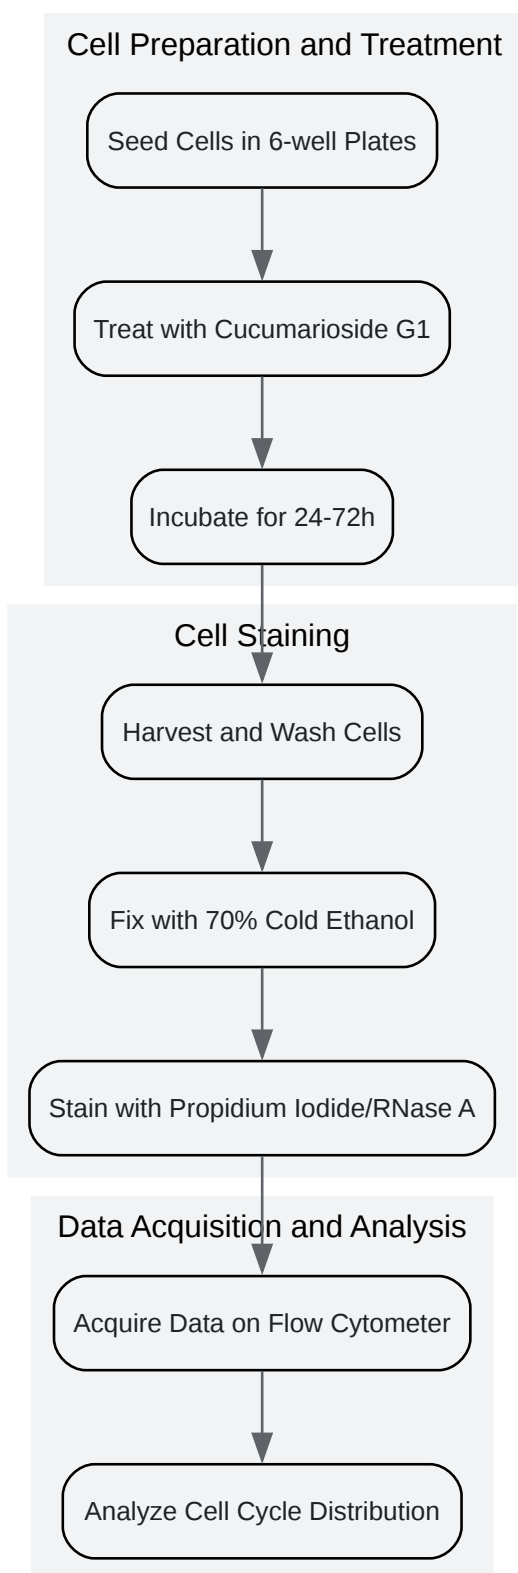 Cell Preparation and Treatment
Seed Cells in 6-well Plates
Treat with Cucumarioside G1
Incubate for 24-72h
Cell Staining
Harvest and Wash Cells
Fix with 70% Cold Ethanol
Stain with Propidium Iodide/RNase A
Data Acquisition and Analysis
Acquire Data on Flow Cytometer
Analyze Cell Cycle Distribution